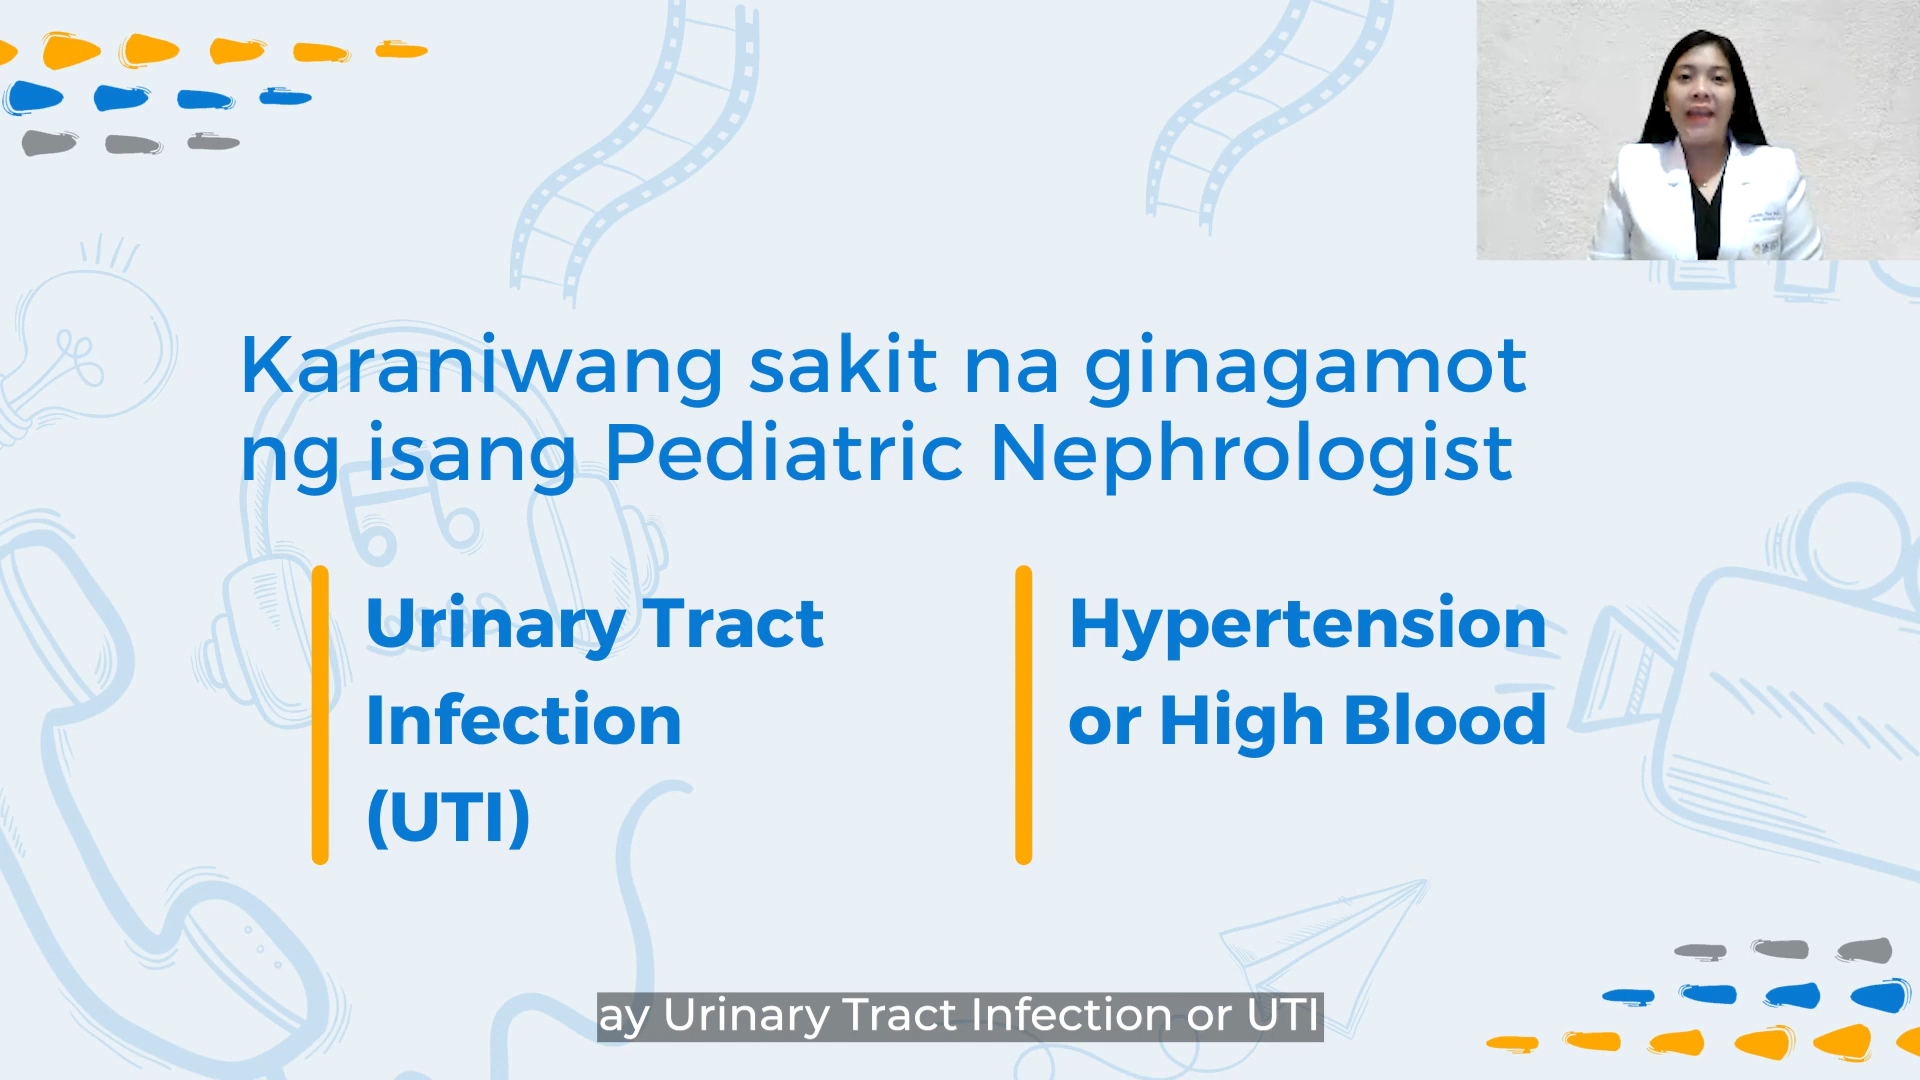 Karaniwang sakit na ginagamot
ng isang Pediatric Nephrologist
Urinary Tract
Infection
(UTI)
Hypertension
or High Blood
ay Urinary Tract Infection or UTI